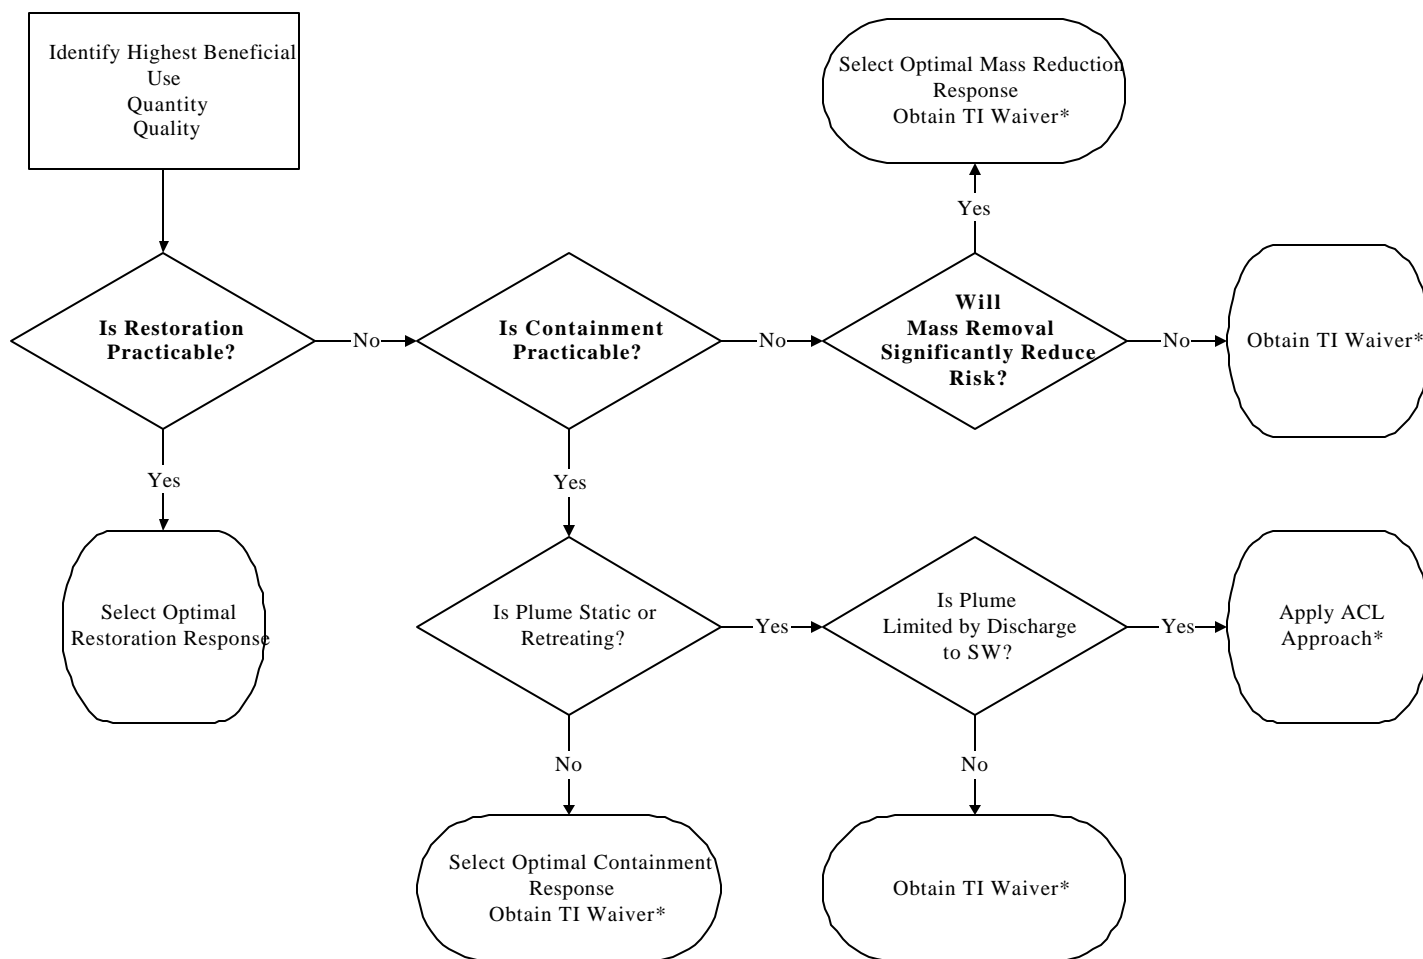 Identify Highest Beneficial
Use
Quantity
Quality
Select Optimal Mass Reduction
Response
Obtain TI Waiver*
Yes
Is Restoration
Practicable?
No
Is Containment
Practicable?
No
Will
Mass Removal
Significantly Reduce
Risk?
No
Obtain TI Waiver*
Yes
Yes
Select Optimal
Restoration Response
Is Plume Static or
Retreating?
Yes
Is Plume
Limited by Discharge
to SW?
Yes
Apply ACL
Approach*
No
No
Select Optimal Containment
Response
Obtain TI Waiver*
Obtain TI Waiver*